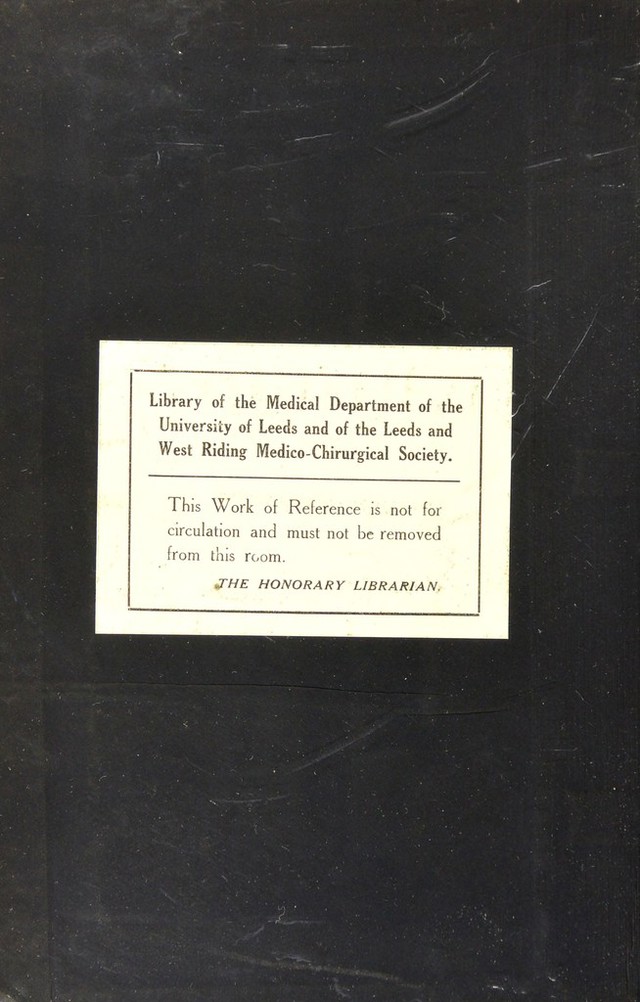 Library of the Medical Department of the
University of Leeds and of the Leeds and
West Riding Medico-Chirurgical Society.
This Work of Reference is not for
circulation and must not be removed
from this room.
THE HONORARY LIBRARIAN.